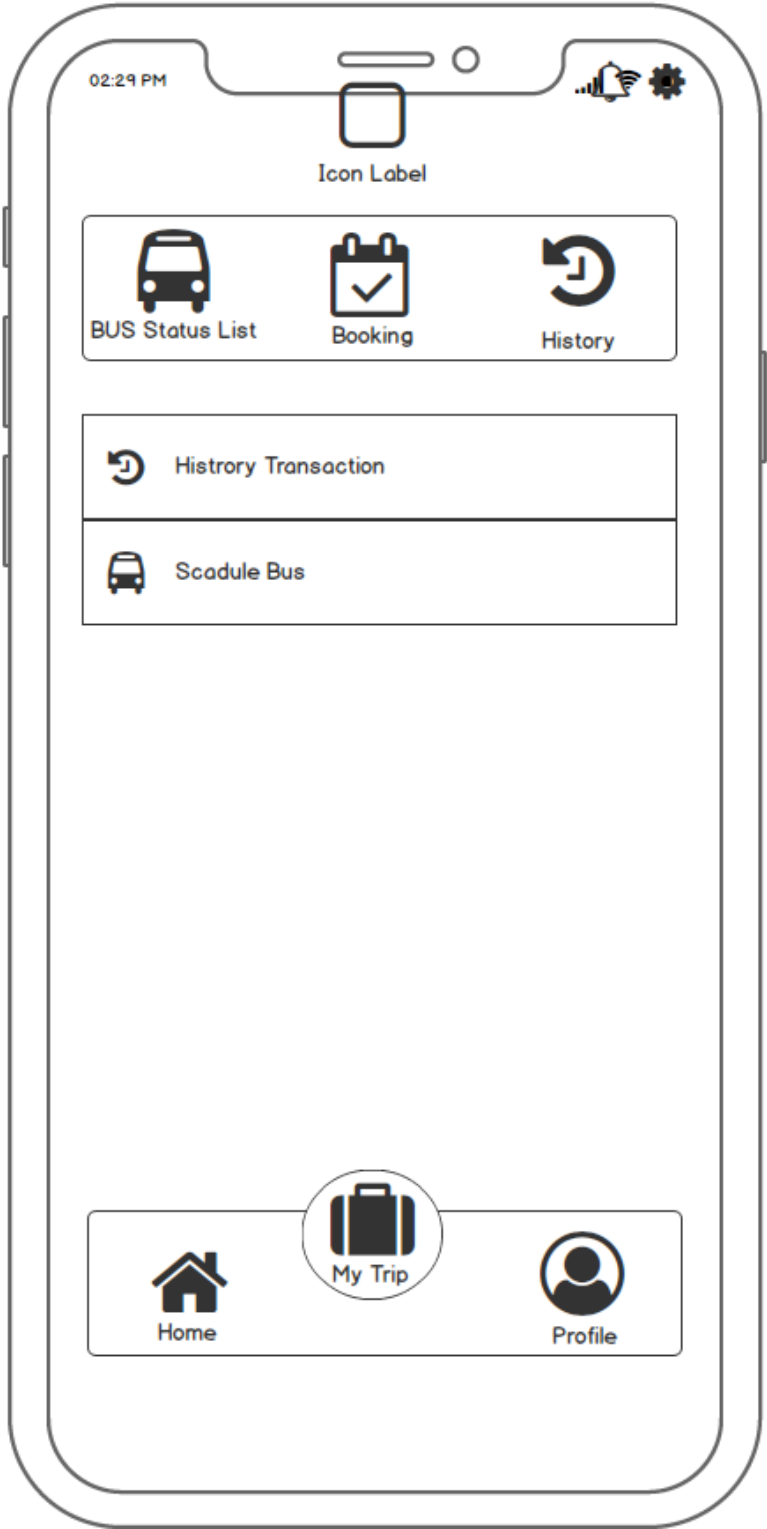 02:29 PM
Icon Label
BUS Status List
Booking
History
Histrory Transaction
Scadule Bus
My Trip
Home
Profile